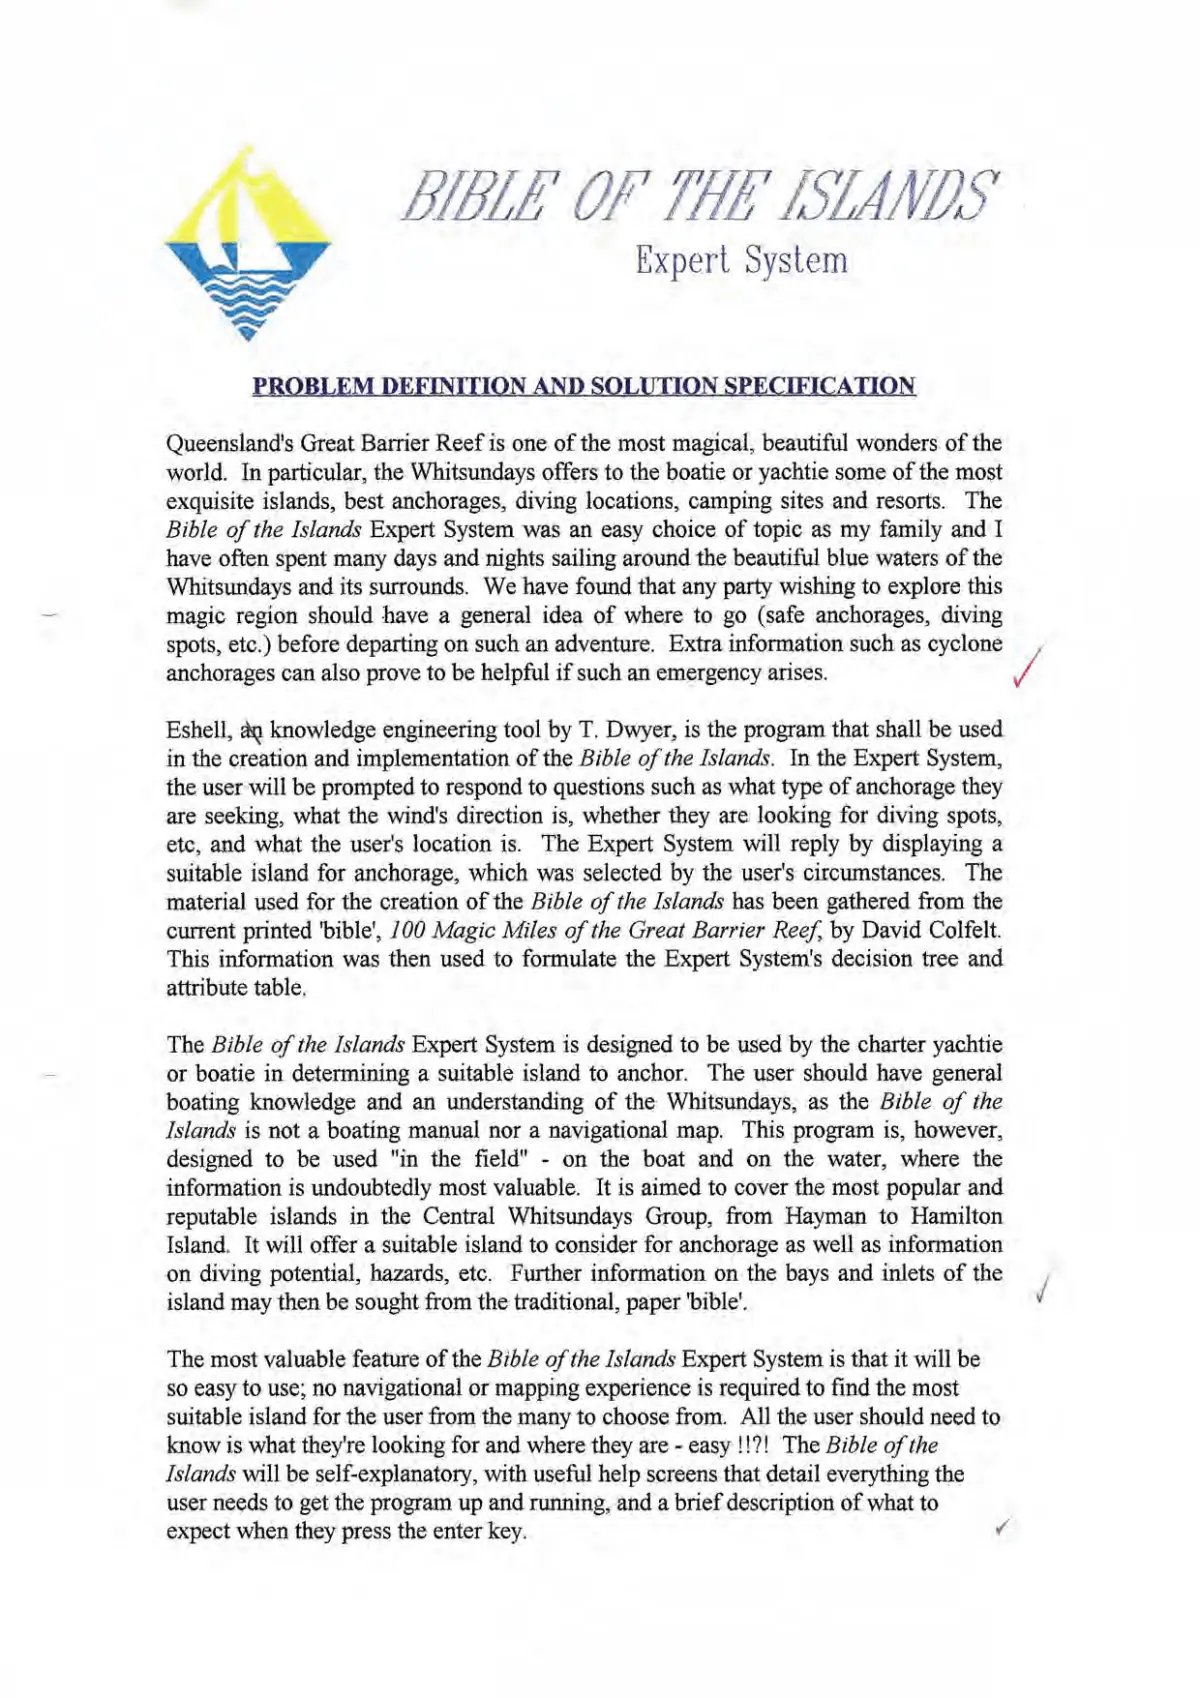 BIBLE OF THE ISLANDS
Expert System
PROBLEM DEFINITION AND SOLUTION SPECIFICATION
Queensland's Great Barrier Reef is one of the most magical, beautiful wonders of the
world. In particular, the Whitsundays offers to the boatie or yachtie some of the most
exquisite islands, best anchorages, diving locations, camping sites and resorts. The
Bible of the Islands Expert System was an easy choice of topic as my family and I
have often spent many days and nights sailing around the beautiful blue waters of the
Whitsundays and its surrounds. We have found that any party wishing to explore this
magic region should have a general idea of where to go (safe anchorages, diving
spots, etc.) before departing on such an adventure. Extra information such as cyclone
anchorages can also prove to be helpful if such an emergency arises.
Eshell, an knowledge engineering tool by T. Dwyer, is the program that shall be used
in the creation and implementation of the Bible of the Islands. In the Expert System,
the user will be prompted to respond to questions such as what type of anchorage they
are seeking, what the wind's direction is, whether they are looking for diving spots,
etc, and what the user's location is. The Expert System will reply by displaying a
suitable island for anchorage, which was selected by the user's circumstances. The
material used for the creation of the Bible of the Islands has been gathered from the
current printed 'bible', 100 Magic Miles of the Great Barrier Reef, by David Colfelt.
This information was then used to formulate the Expert System's decision tree and
attribute table.
The Bible of the Islands Expert System is designed to be used by the charter yachtie
or boatie in determining a suitable island to anchor. The user should have general
boating knowledge and an understanding of the Whitsundays, as the Bible of the
Islands is not a boating manual nor a navigational map. This program is, however,
designed to be used "in the field" - on the boat and on the water, where the
information is undoubtedly most valuable. It is aimed to cover the most popular and
reputable islands in the Central Whitsundays Group, from Hayman to Hamilton
Island. It will offer a suitable island to consider for anchorage as well as information
on diving potential, hazards, etc. Further information on the bays and inlets of the
island may then be sought from the traditional, paper 'bible'.
The most valuable feature of the Bible of the Islands Expert System is that it will be
so easy to use; no navigational or mapping experience is required to find the most
suitable island for the user from the many to choose from. All the user should need to
know is what they're looking for and where they are - easy !!?! The Bible of the
Islands will be self-explanatory, with useful help screens that detail everything the
user needs to get the program up and running, and a brief description of what to
expect when they press the enter key.